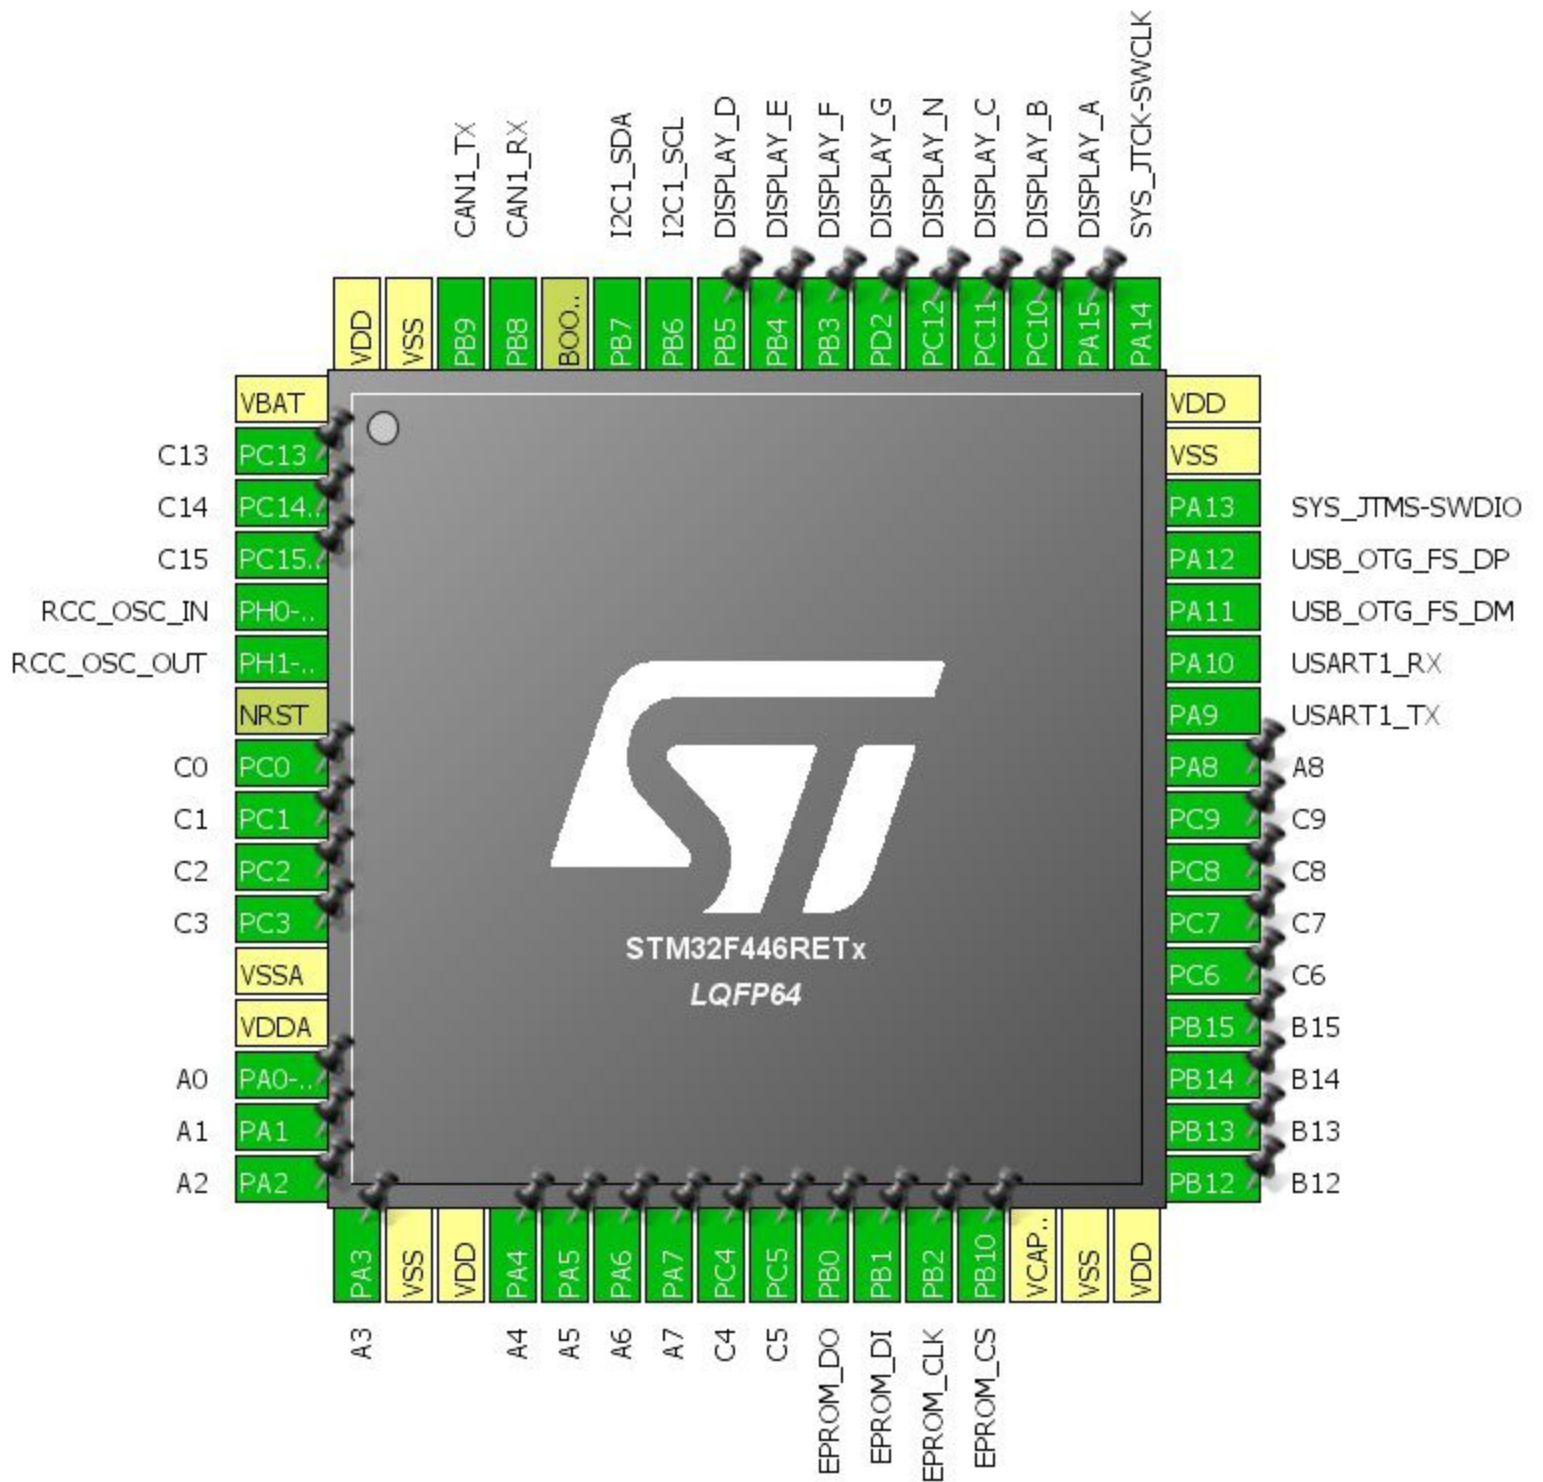 CAN1_TX
CAN1_RX
I2C1_SDA
I2C1_SCL
DISPLAY_D
DISPLAY_E
DISPLAY_F
DISPLAY_G
DISPLAY_N
DISPLAY_C
DISPLAY_B
DISPLAY_A
SYS_JTCK-SWCLK
VDD
VSS
PB9
PB8
BOO..
PB7
PB6
PB5
PB4
PB3
PD2
PC12
PC11
PC10
PA15
PA14
VBAT
C13 PC13
C14 PC14..
C15 PC15..
RCC_OSC_IN PH0-..
RCC_OSC_OUT PH1-..
NRST
C0 PC0
C1 PC1
C2 PC2
C3 PC3
VSSA
VDDA
A0 PA0-..
A1 PA1
A2 PA2
ST
STM32F446RETx
LQFP64
VDD
VSS
PA13 SYS_JTMS-SWDIO
PA12 USB_OTG_FS_DP
PA11 USB_OTG_FS_DM
PA10 USART1_RX
PA9 USART1_TX
PA8 A8
PC9 C9
PC8 C8
PC7 C7
PC6 C6
PB15 B15
PB14 B14
PB13 B13
PB12 B12
PA3
VSS
VDD
PA4
PA5
PA6
PA7
PC4
PC5
PB0
PB1
PB2
PB10
VCAP..
VSS
VDD
A3
A4
A5
A6
A7
C4
C5
EPROM_DO
EPROM_DI
EPROM_CLK
EPROM_CS